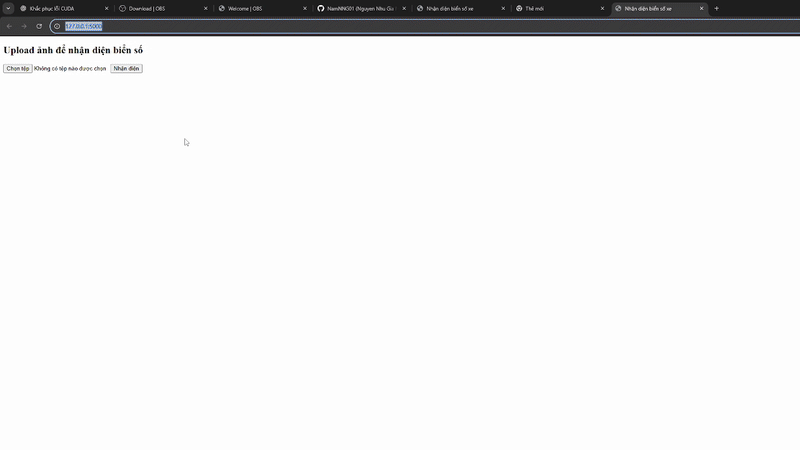 Khắc phục lỗi CUDA
Download | OBS
Welcome | OBS
NamNNG01 (Nguyen Nhu Gia
Nhận diện biển số xe
Thẻ mới
Nhận diện biển số xe
127.0.0.1:5000
Upload ảnh để nhận diện biển số
Chọn tệp Không có tệp nào được chọn Nhận diện